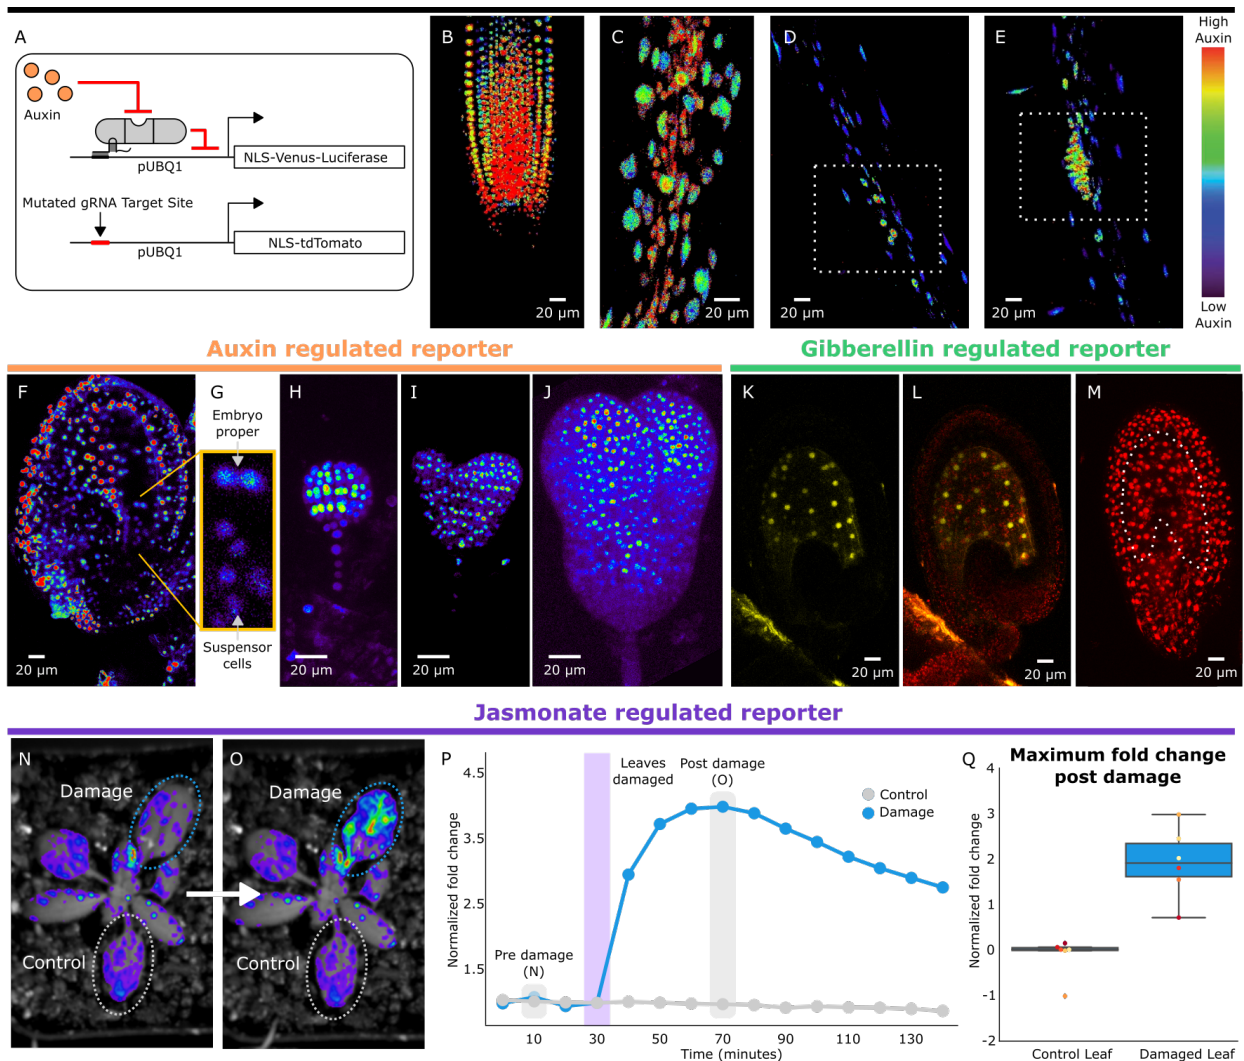 A
Auxin
pUBQ1
NLS-Venus-Luciferase
Mutated gRNA Target Site
pUBQ1
NLS-tdTomato
B
20 µm
C
20 µm
D
20 µm
E
20 µm
High
Auxin
Low
Auxin
Auxin regulated reporter
Gibberellin regulated reporter
F
20 µm
G
Embryo
proper
Suspensor
cells
H
20 µm
I
20 µm
J
20 µm
K
20 µm
L
20 µm
M
20 µm
Jasmonate regulated reporter
N
Damage
Control
O
Damage
Control
P
Normalized fold change
4.5
3.5
2.5
1.5
Pre damage
(N)
Leaves
damaged
Post damage
(O)
Control
Damage
10
30
50
70
90
110
130
Time (minutes)
Q
Maximum fold change
post damage
Normalized fold change
4
3
2
1
0
-1
-2
Control Leaf
Damaged Leaf